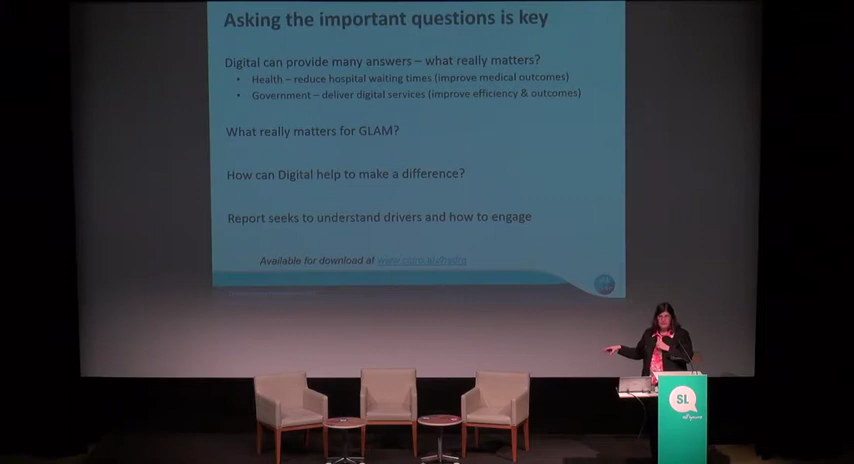 Asking the important questions is key
Digital can provide many answers – what really matters?
• Health – reduce hospital waiting times (improve medical outcomes)
• Government – deliver digital services (improve efficiency & outcomes)
What really matters for GLAM?
How can Digital help to make a difference?
Report seeks to understand drivers and how to engage
Available for download at
SL